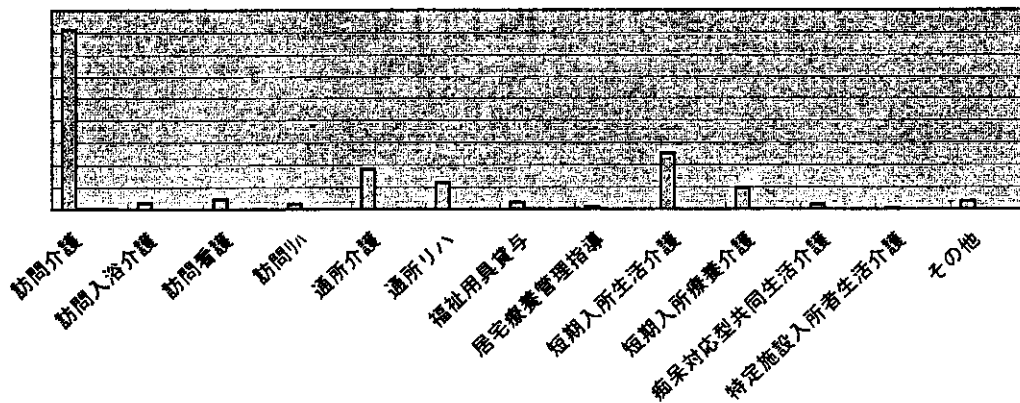 訪問介護
訪問入浴介護
訪問看護
訪問リハ
通所介護
通所リハ
福祉用具貸与
居宅療養管理指導
短期入所生活介護
短期入所療養介護
痴呆対応型共同生活介護
特定施設入所者生活介護
その他